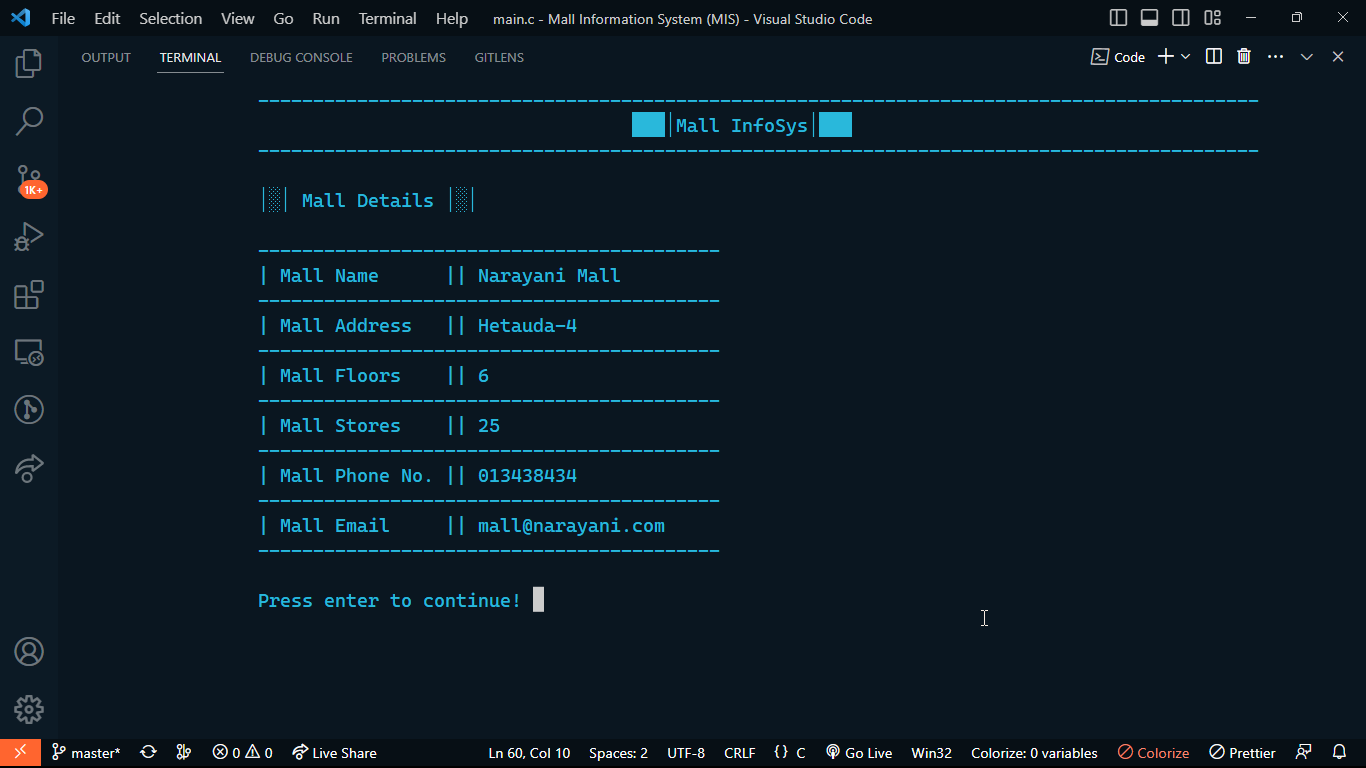 File Edit Selection View Go Run Terminal Help main.c - Mall Information System (MIS) - Visual Studio Code
OUTPUT TERMINAL DEBUG CONSOLE PROBLEMS GITLENS Code
|Mall InfoSys|
1K+
Mall Details
| Mall Name || Narayani Mall
| Mall Address || Hetauda-4
| Mall Floors || 6
| Mall Stores || 25
| Mall Phone No. || 013438434
| Mall Email || mall@narayani.com
Press enter to continue!
master* 0 0 Live Share Ln 60, Col 10 Spaces: 2 UTF-8 CRLF {} C Go Live Win32 Colorize: 0 variables Colorize Prettier